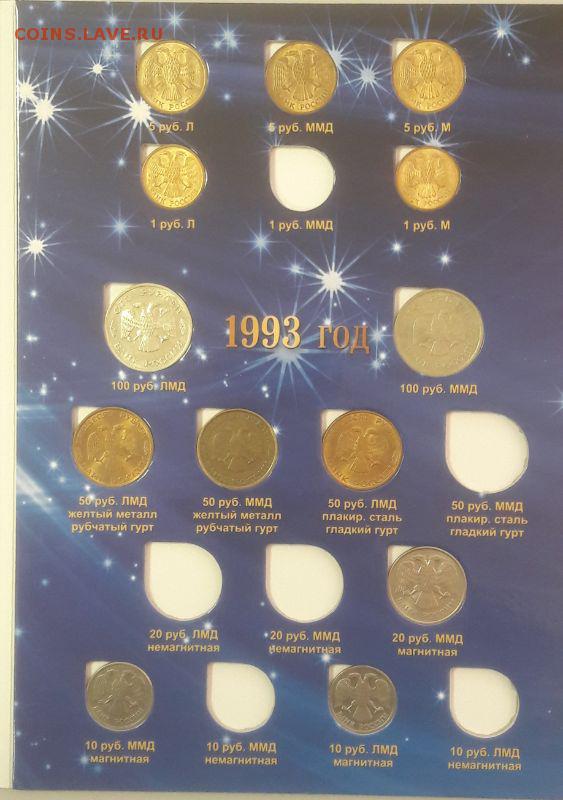 COINS.LAVE.RU
5 руб. Л
5 руб. ММД
5 руб. М
1 руб. Л
1 руб. ММД
1 руб. М
1993 год
100 руб. ЛМД
100 руб. ММД
50 руб. ЛМД
желтый металл
рубчатый гурт
50 руб. ММД
желтый металл
рубчатый гурт
50 руб. ЛМД
плакир. сталь
гладкий гурт
50 руб. ММД
плакир. сталь
гладкий гурт
20 руб. ЛМД
немагнитная
20 руб. ММД
немагнитная
20 руб. ММД
магнитная
10 руб. ММД
магнитная
10 руб. ММД
немагнитная
10 руб. ЛМД
магнитная
10 руб. ЛМД
немагнитная